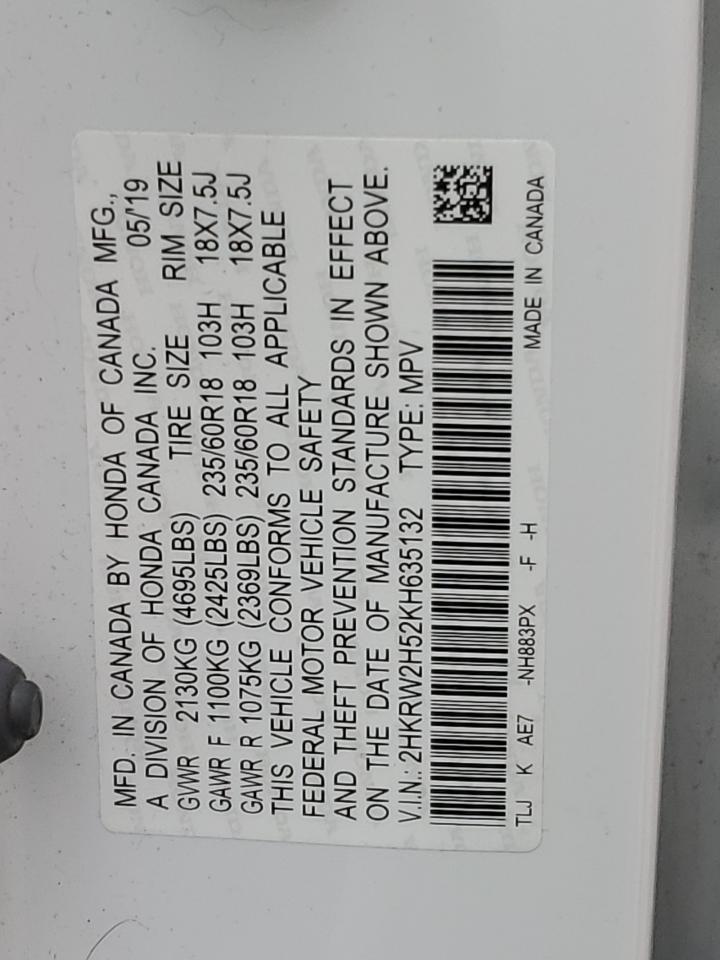 MFD. IN CANADA BY HONDA OF CANADA MFG.,
A DIVISION OF HONDA CANADA INC. 05/'19
GVWR 2130KG (4695LBS) TIRE SIZE RIM SIZE
GAWR F 1100KG (2425LBS) 235/60R18 103H 18X7.5J
GAWR R 1075KG (2369LBS) 235/60R18 103H 18X7.5J
THIS VEHICLE CONFORMS TO ALL APPLICABLE
FEDERAL MOTOR VEHICLE SAFETY
AND THEFT PREVENTION STANDARDS IN EFFECT
ON THE DATE OF MANUFACTURE SHOWN ABOVE.
V.I.N.: 2HKRW2H52KH635132 TYPE: MPV
TLJ K AE7 -NH883PX -F -H MADE IN CANADA